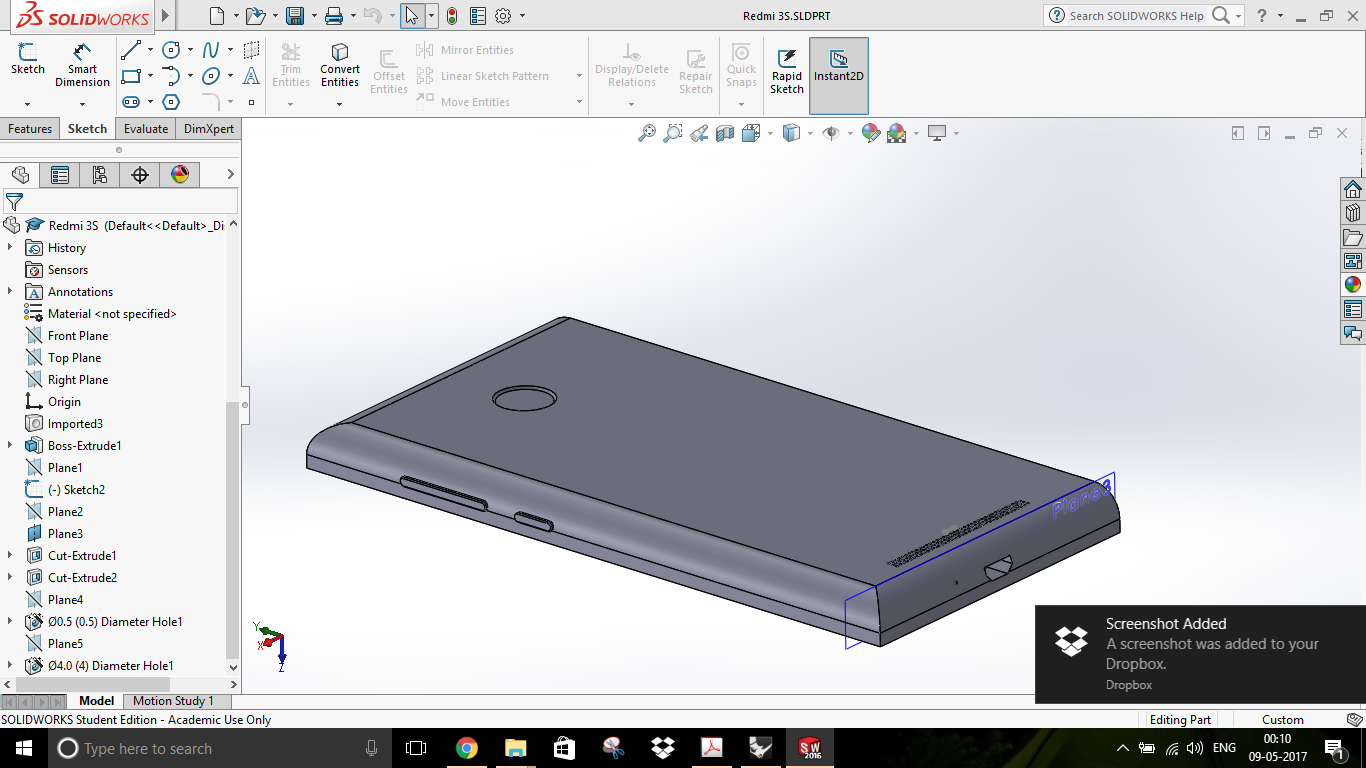 SOLIDWORKS
Redmi 3S.SLDPRT
Search SOLIDWORKS Help
?
Sketch
Smart
Dimension
Trim
Entities
Convert
Entities
Offset
Entities
Mirror Entities
Linear Sketch Pattern
Move Entities
Display/Delete
Relations
Repair
Sketch
Quick
Snaps
Rapid
Sketch
Instant2D
Features
Sketch
Evaluate
DimXpert
Redmi 3S (Default<<Default>_Di
History
Sensors
Annotations
Material <not specified>
Front Plane
Top Plane
Right Plane
Origin
Imported3
Boss-Extrude1
Plane1
(-) Sketch2
Plane2
Plane3
Cut-Extrude1
Cut-Extrude2
Plane4
Ø0.5 (0.5) Diameter Hole1
Plane5
Ø4.0 (4) Diameter Hole1
Plane3
Y
X
Z
Screenshot Added
A screenshot was added to your
Dropbox.
Dropbox
Model
Motion Study 1
SOLIDWORKS Student Edition - Academic Use Only
Editing Part
Custom
Type here to search
SW
2016
ENG
00:10
09-05-2017
1